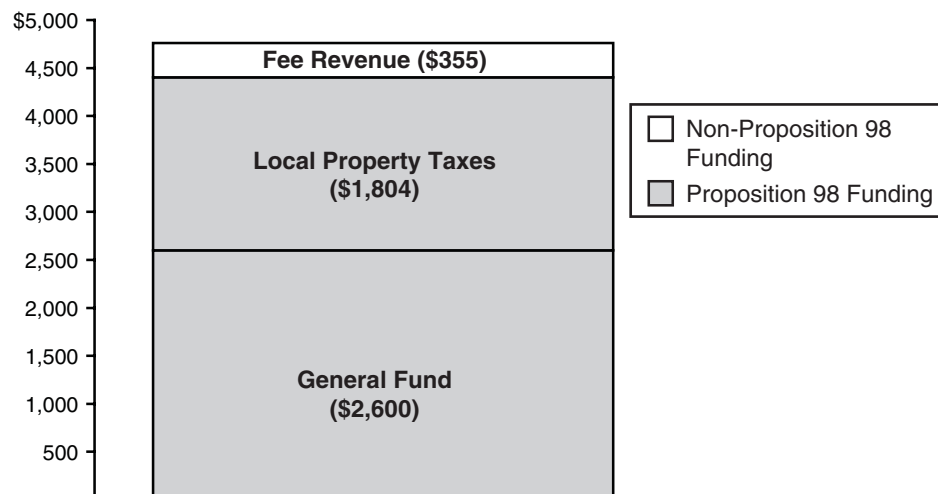 $5,000
4,500
4,000
3,500
3,000
2,500
2,000
1,500
1,000
500
Fee Revenue ($355)
Local Property Taxes
($1,804)
General Fund
($2,600)
Non-Proposition 98
Funding
Proposition 98 Funding